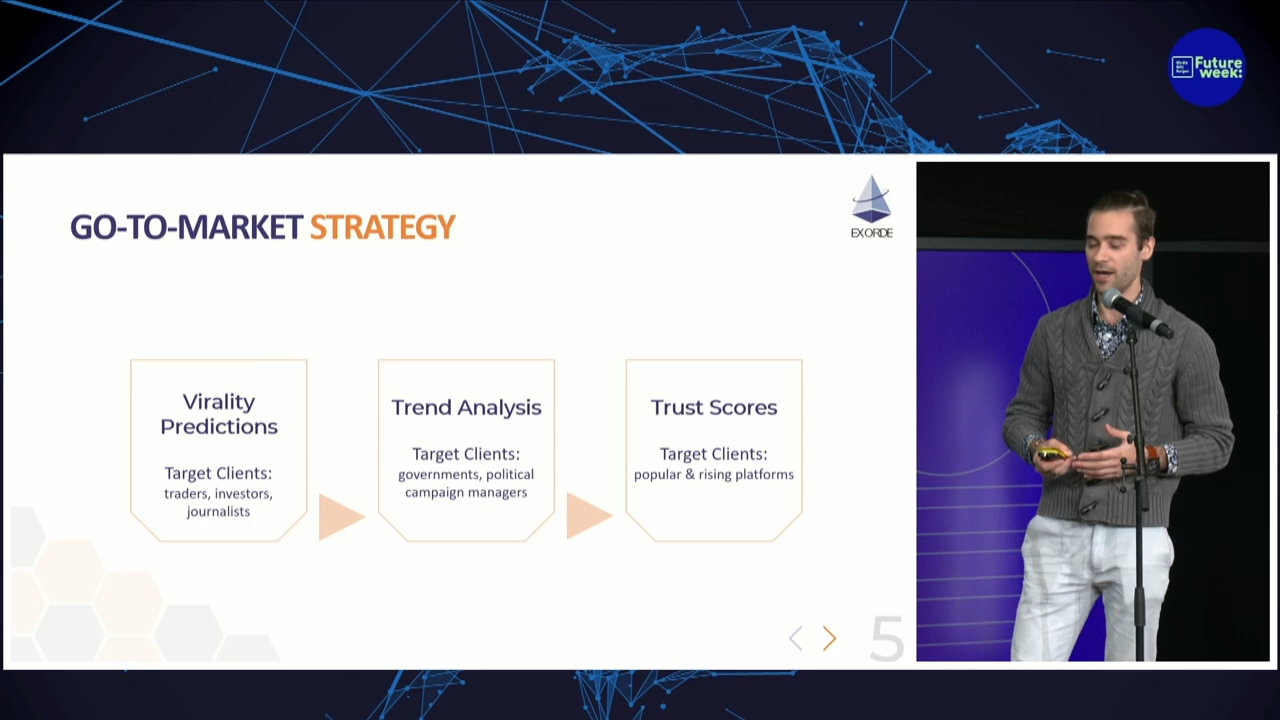 Future
week:
GO-TO-MARKET STRATEGY
EXORDE
Virality
Predictions
Target Clients:
traders, investors,
journalists
Trend Analysis
Target Clients:
governments, political
campaign managers
Trust Scores
Target Clients:
popular & rising platforms
5